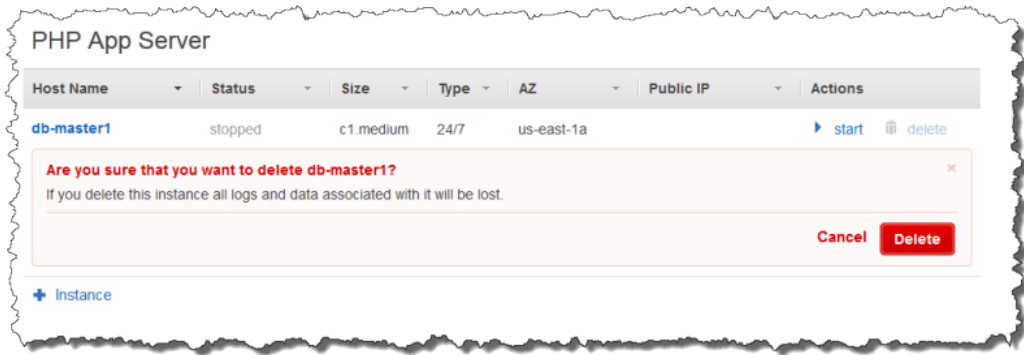 PHP App Server
Host Name Status Size Type AZ Public IP Actions
db-master1 stopped c1.medium 24/7 us-east-1a start delete
Are you sure that you want to delete db-master1?
If you delete this instance all logs and data associated with it will be lost.
Cancel Delete
Instance